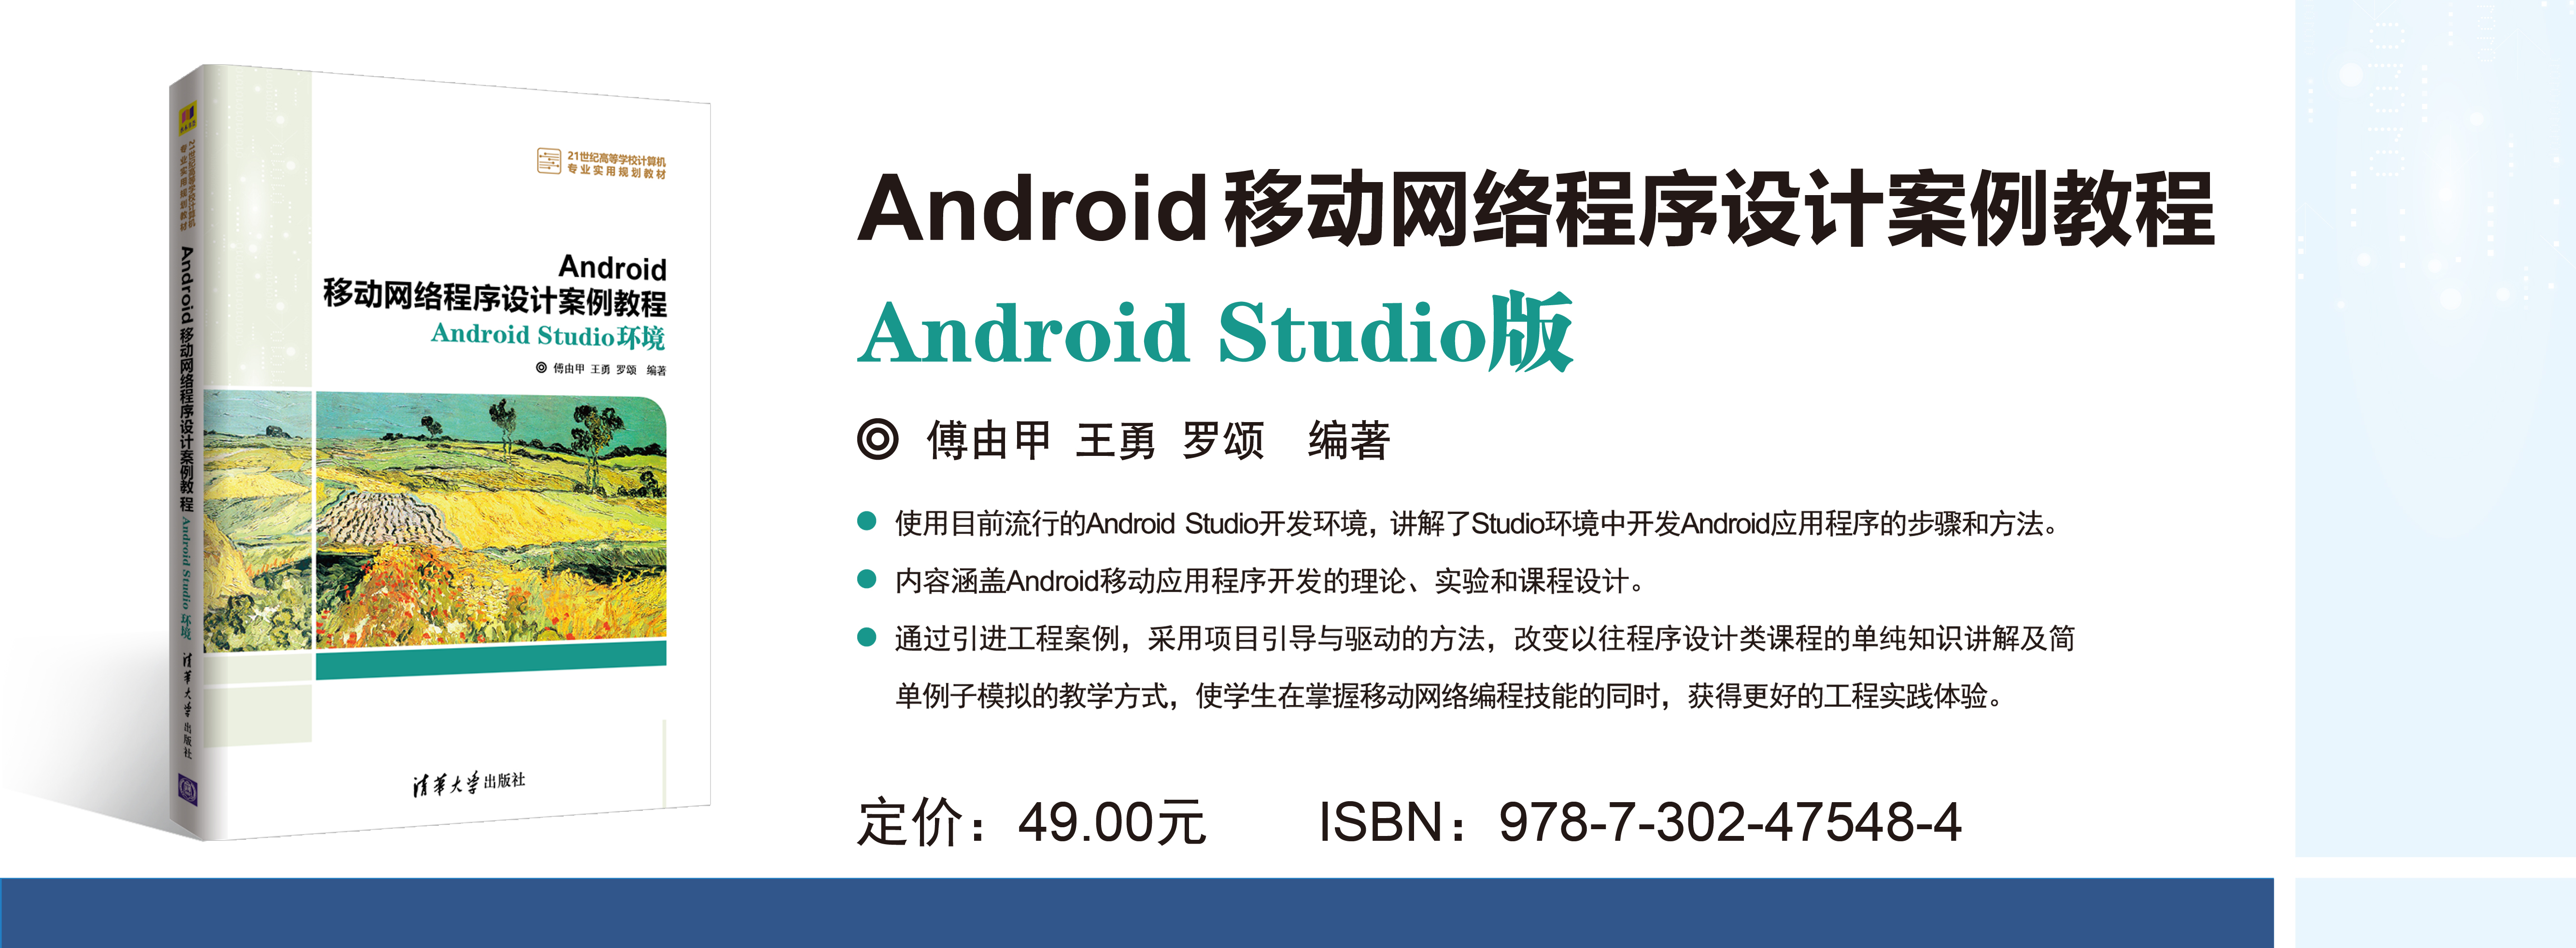 21世纪高等学校计算机
专业实用规划教材
Android
移动网络程序设计案例教程
Android Studio环境
傅由甲 王勇 罗颂 编著
清华大学出版社
21世纪高等学校计算机
专业实用规划教材
Android 移动网络程序设计案例教程 Android Studio 环境
清华大学出版社
Android移动网络程序设计案例教程
Android Studio版
傅由甲 王勇 罗颂 编著
使用目前流行的Android Studio开发环境，讲解了Studio环境中开发Android应用程序的步骤和方法。
内容涵盖Android移动应用程序开发的理论、实验和课程设计。
通过引进工程案例，采用项目引导与驱动的方法，改变以往程序设计类课程的单纯知识讲解及简
单例子模拟的教学方式，使学生在掌握移动网络编程技能的同时，获得更好的工程实践体验。
定价：49.00元 ISBN：978-7-302-47548-4